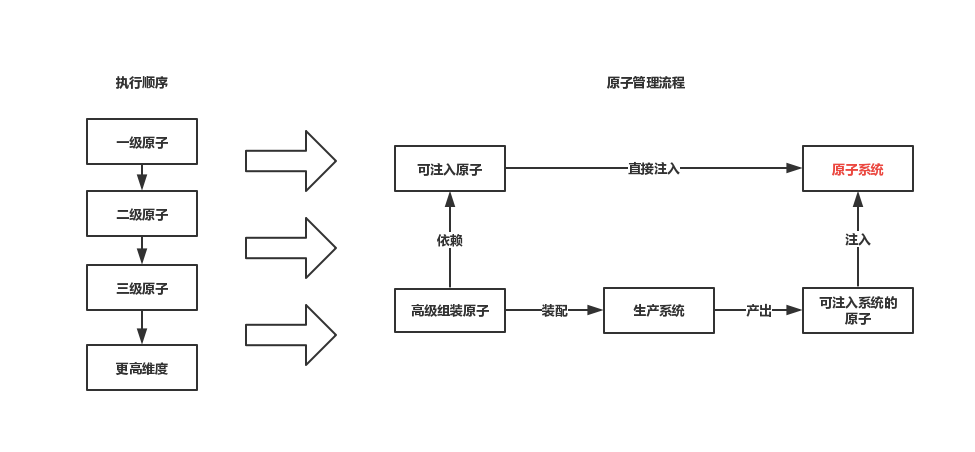 执行顺序
原子管理流程
一级原子
二级原子
三级原子
更高维度
可注入原子
直接注入
原子系统
依赖
注入
高级组装原子
装配
生产系统
产出
可注入系统的
原子